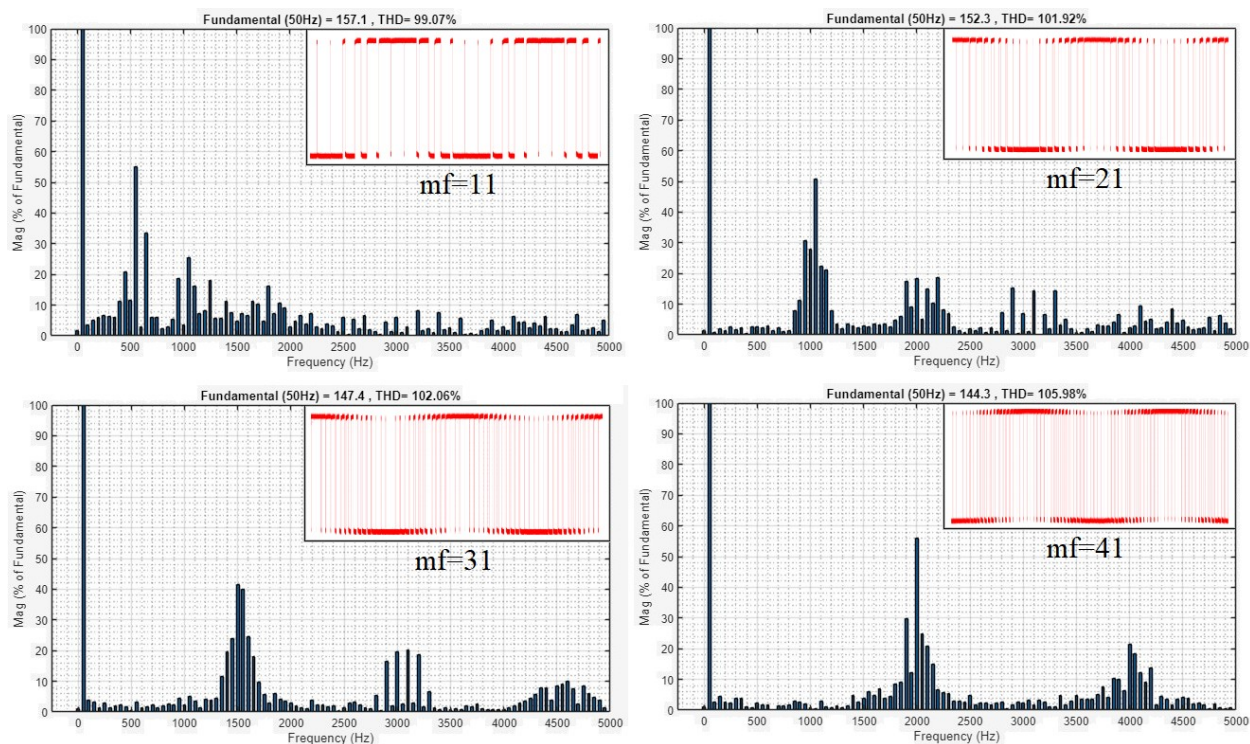 Fundamental (50Hz) = 157.1 , THD= 99.07%
100
90
80
70
60
50
40
30
20
10
0
Mag (% of Fundamental)
mf=11
0 500 1000 1500 2000 2500 3000 3500 4000 4500 5000
Frequency (Hz)
Fundamental (50Hz) = 152.3 , THD= 101.92%
100
90
80
70
60
50
40
30
20
10
0
Mag (% of Fundamental)
mf=21
0 500 1000 1500 2000 2500 3000 3500 4000 4500 5000
Frequency (Hz)
Fundamental (50Hz) = 147.4 , THD= 102.06%
100
90
80
70
60
50
40
30
20
10
0
Mag (% of Fundamental)
mf=31
0 500 1000 1500 2000 2500 3000 3500 4000 4500 5000
Frequency (Hz)
Fundamental (50Hz) = 144.3 , THD= 105.98%
100
90
80
70
60
50
40
30
20
10
0
Mag (% of Fundamental)
mf=41
0 500 1000 1500 2000 2500 3000 3500 4000 4500 5000
Frequency (Hz)